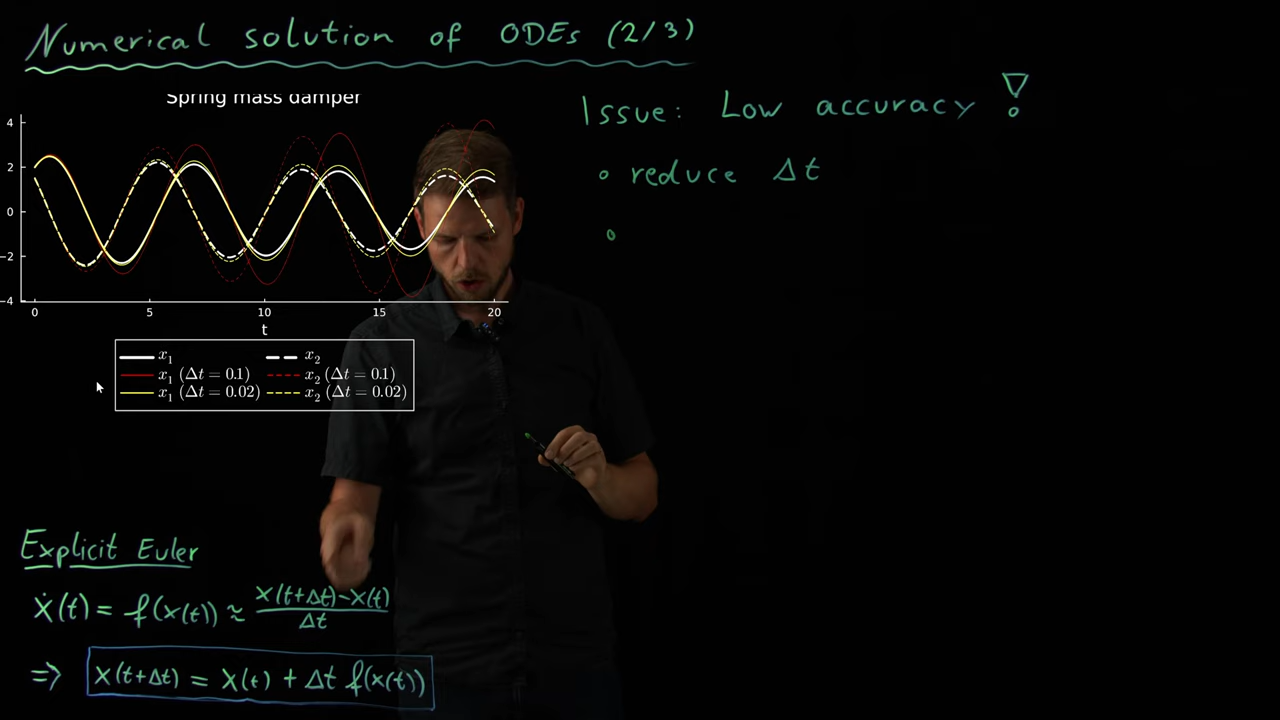 Numerical solution of ODEs (2/3)
Spring mass damper
4
2
0
−2
−4
0 5 10 15 20
t
x₁ x₂
x₁ (Δt = 0.1) x₂ (Δt = 0.1)
x₁ (Δt = 0.02) x₂ (Δt = 0.02)
Issue: Low accuracy !
∘ reduce Δt
∘
Explicit Euler
ẋ(t) = f(x(t)) ≈ (x(t+Δt)-x(t))/Δt
⇒ x(t+Δt) = x(t) + Δt f(x(t))